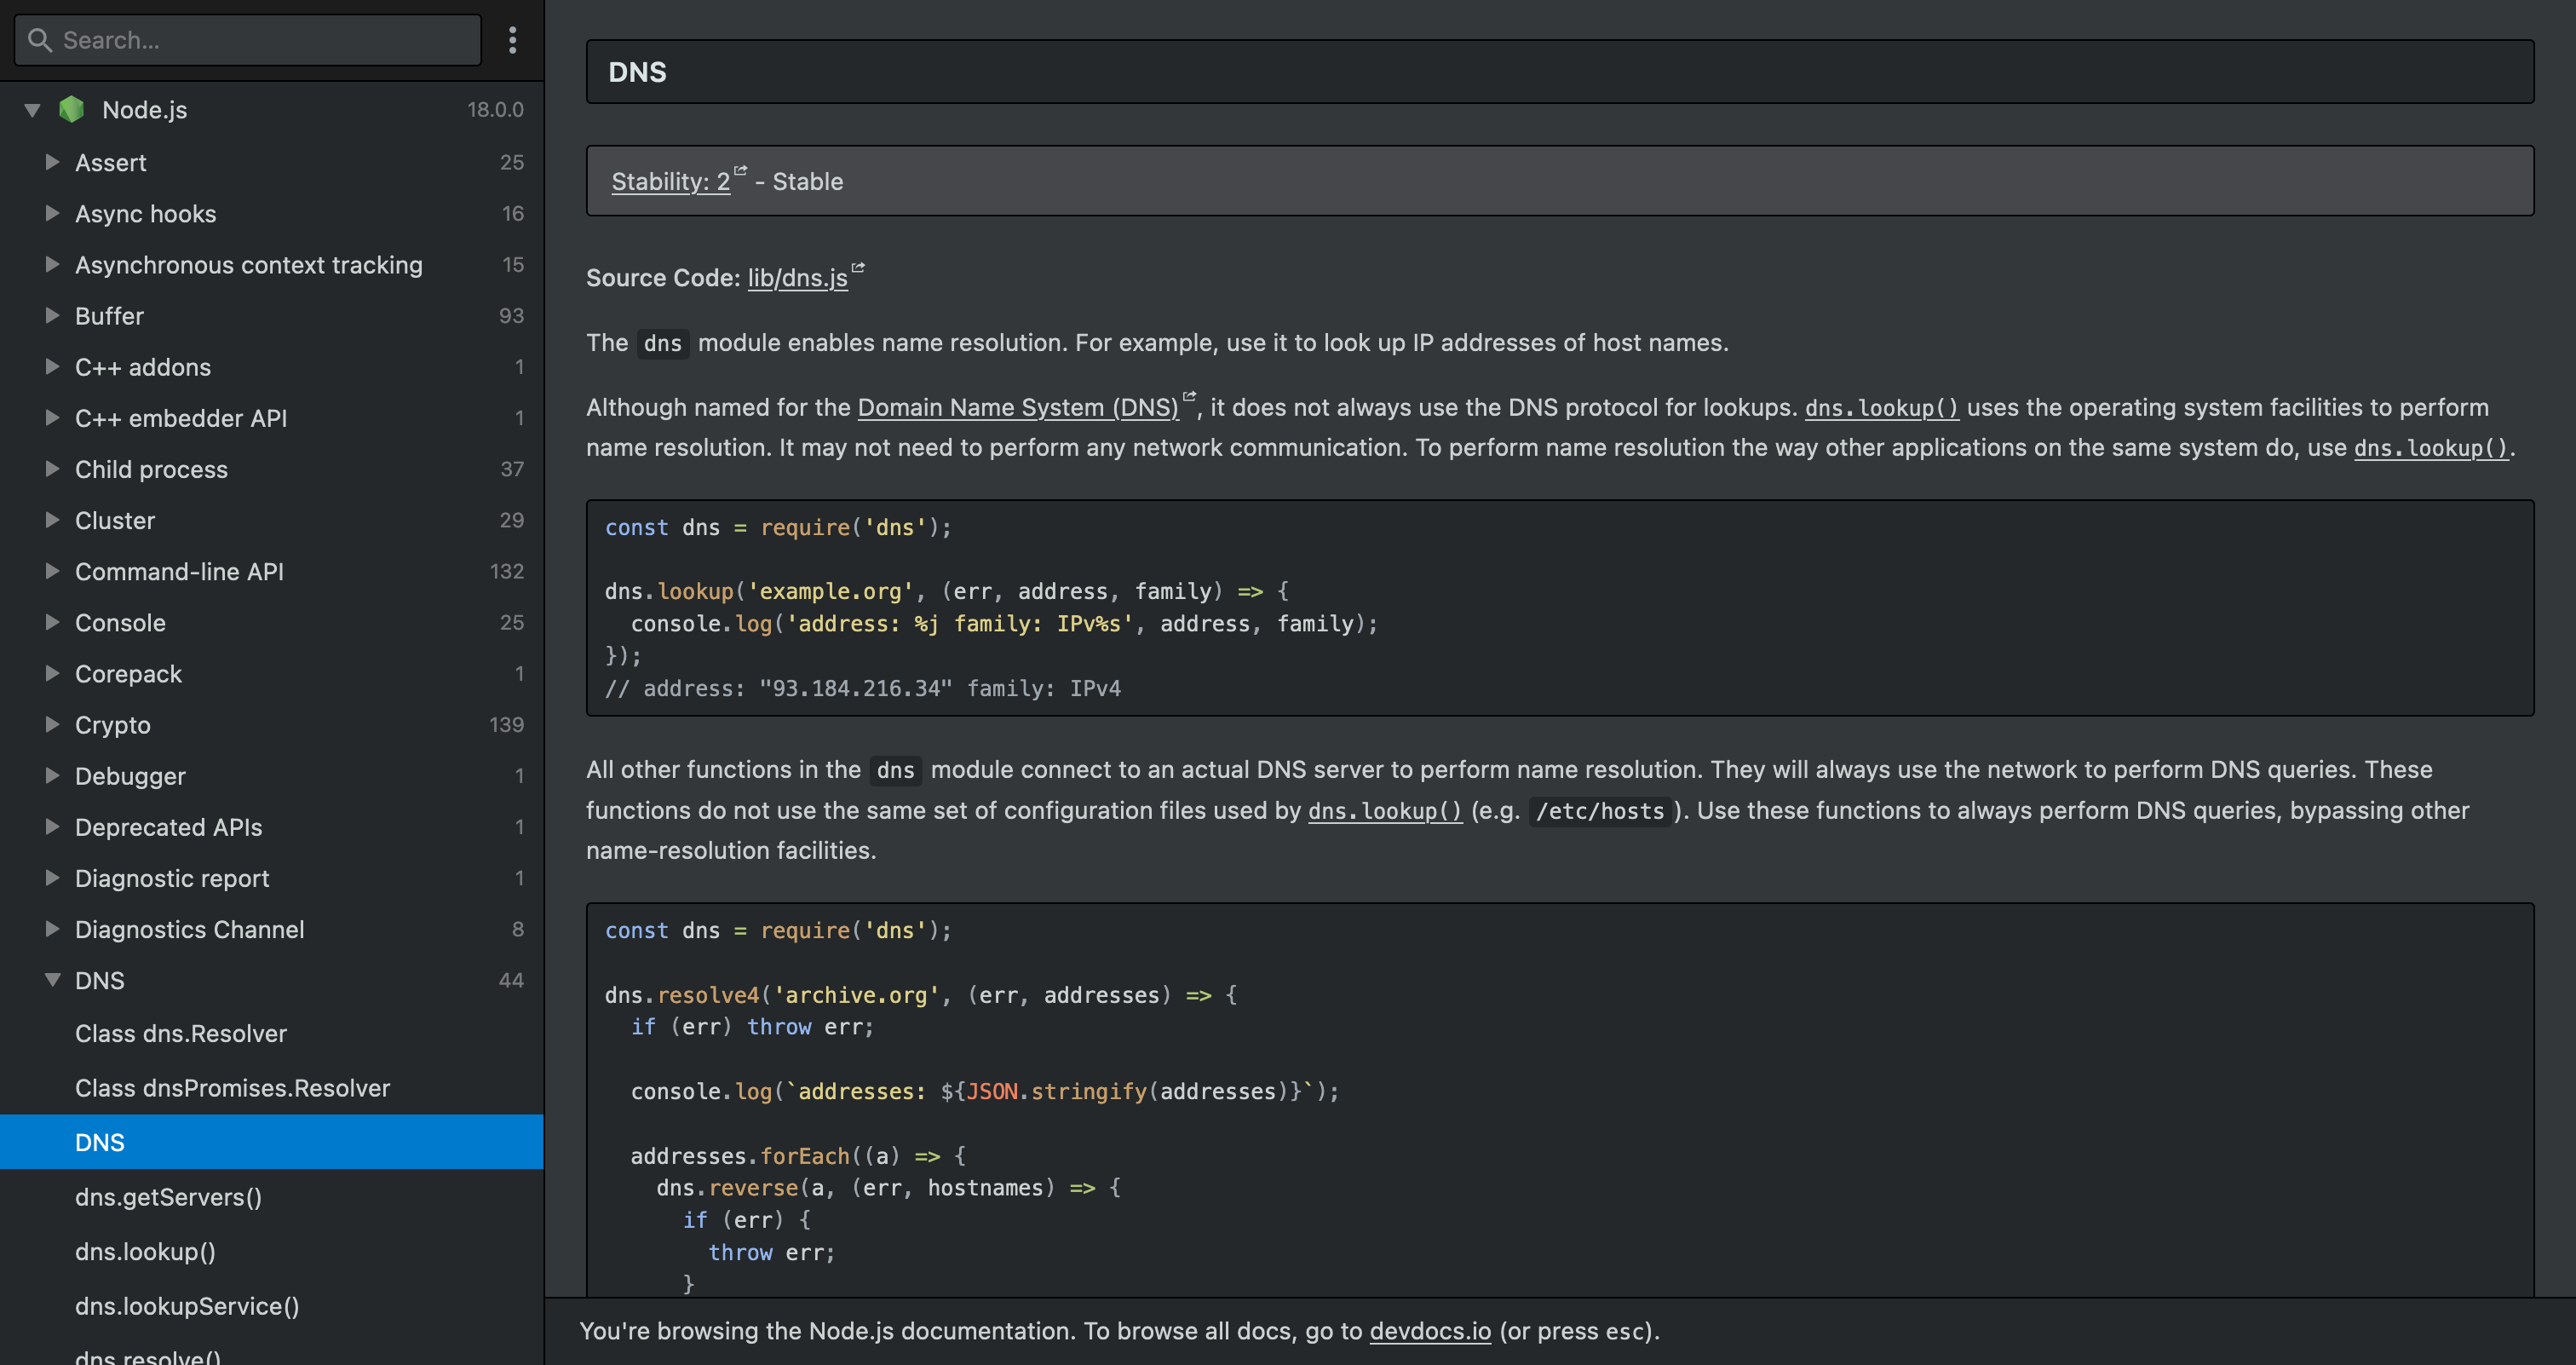 Search...
Node.js 18.0.0
Assert 25
Async hooks 16
Asynchronous context tracking 15
Buffer 93
C++ addons 1
C++ embedder API 1
Child process 37
Cluster 29
Command-line API 132
Console 25
Corepack 1
Crypto 139
Debugger 1
Deprecated APIs 1
Diagnostic report 1
Diagnostics Channel 8
DNS 44
Class dns.Resolver
Class dnsPromises.Resolver
DNS
dns.getServers()
dns.lookup()
dns.lookupService()
dns.resolve()
DNS
Stability: 2 - Stable
Source Code: lib/dns.js
The dns module enables name resolution. For example, use it to look up IP addresses of host names.
Although named for the Domain Name System (DNS), it does not always use the DNS protocol for lookups. dns.lookup() uses the operating system facilities to perform
name resolution. It may not need to perform any network communication. To perform name resolution the way other applications on the same system do, use dns.lookup().
const dns = require('dns');
dns.lookup('example.org', (err, address, family) => {
  console.log('address: %j family: IPv%s', address, family);
});
// address: "93.184.216.34" family: IPv4
All other functions in the dns module connect to an actual DNS server to perform name resolution. They will always use the network to perform DNS queries. These
functions do not use the same set of configuration files used by dns.lookup() (e.g. /etc/hosts). Use these functions to always perform DNS queries, bypassing other
name-resolution facilities.
const dns = require('dns');
dns.resolve4('archive.org', (err, addresses) => {
  if (err) throw err;
  console.log(`addresses: ${JSON.stringify(addresses)}`);
  addresses.forEach((a) => {
    dns.reverse(a, (err, hostnames) => {
      if (err) {
        throw err;
      }
You're browsing the Node.js documentation. To browse all docs, go to devdocs.io (or press esc).